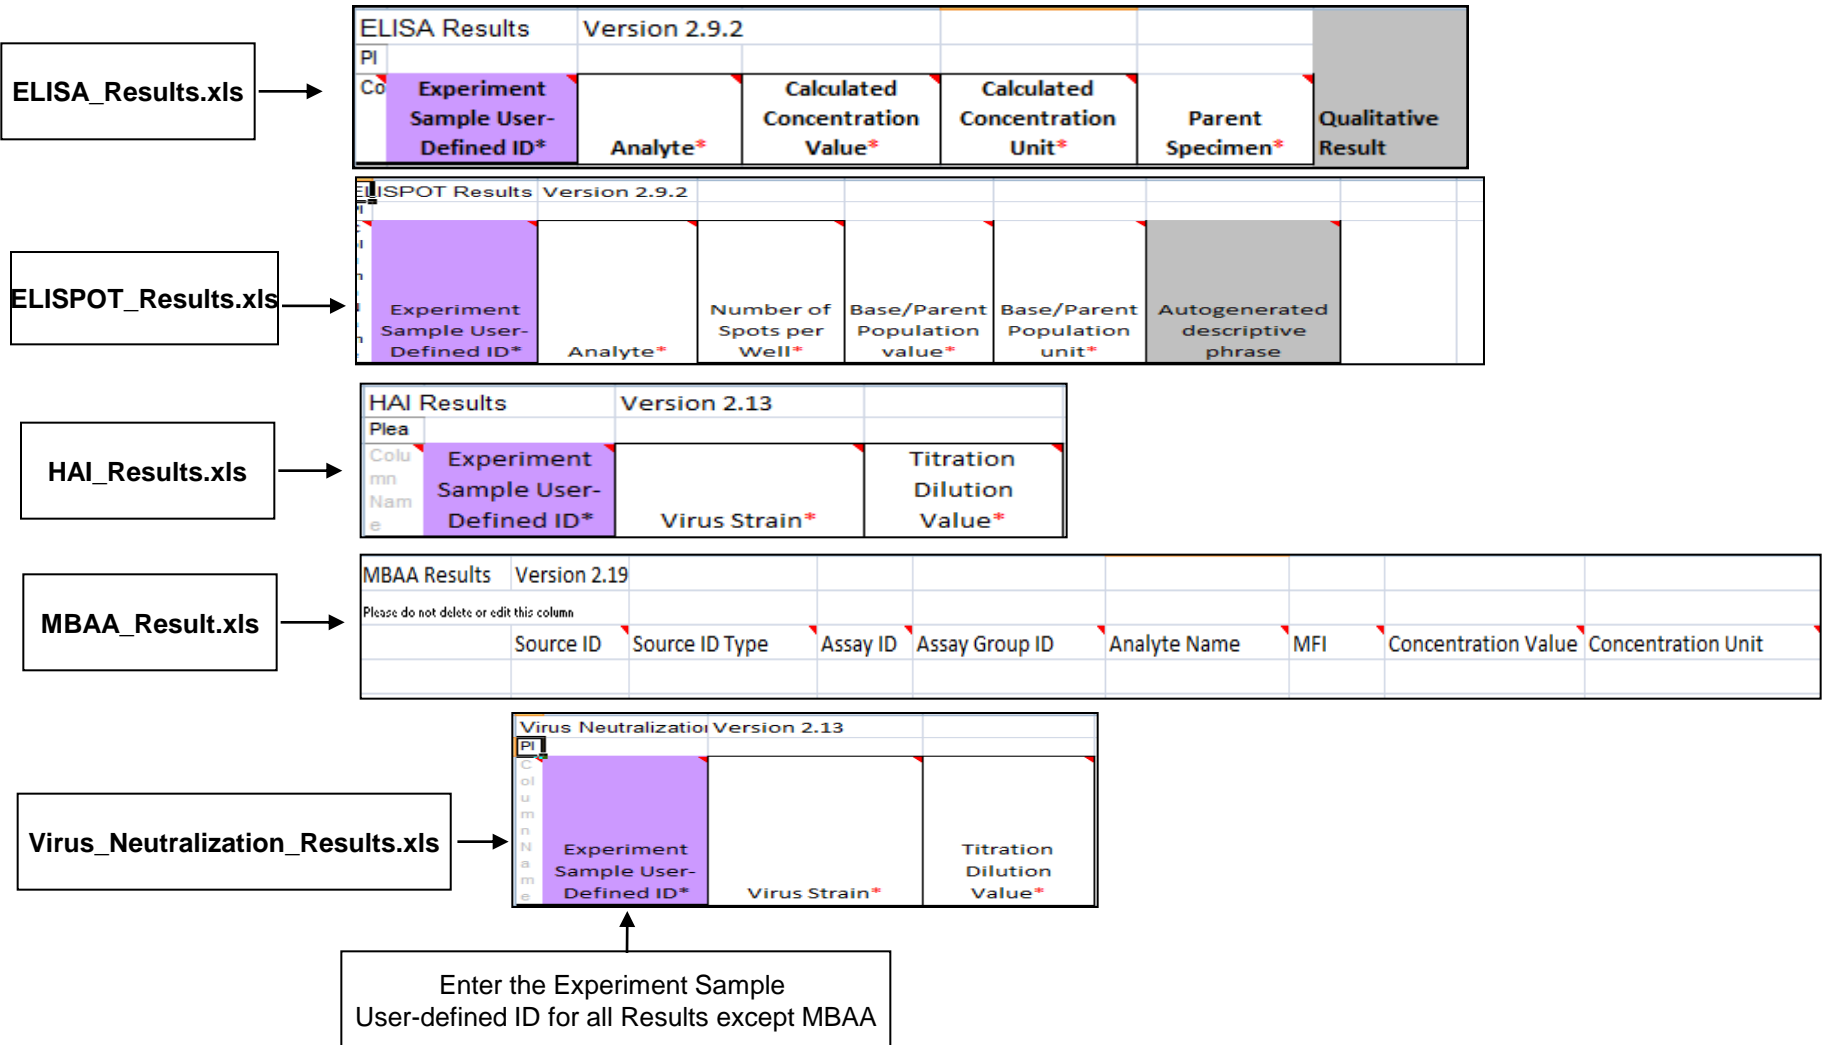 ELISA_Results.xls
ELISA Results Version 2.9.2
Pl
Co
Experiment
Sample User-
Defined ID*
Analyte*
Calculated
Concentration
Value*
Calculated
Concentration
Unit*
Parent
Specimen*
Qualitative
Result
ELISPOT_Results.xls
ELISPOT Results Version 2.9.2
Experiment
Sample User-
Defined ID*
Analyte*
Number of
Spots per
Well*
Base/Parent
Population
value*
Base/Parent
Population
unit*
Autogenerated
descriptive
phrase
HAI_Results.xls
HAI Results Version 2.13
Plea
Colu
mn
Nam
e
Experiment
Sample User-
Defined ID*
Virus Strain*
Titration
Dilution
Value*
MBAA_Result.xls
MBAA Results Version 2.19
Please do not delete or edit this column
Source ID Source ID Type Assay ID Assay Group ID Analyte Name MFI Concentration Value Concentration Unit
Virus_Neutralization_Results.xls
Virus Neutralizatio Version 2.13
Pl
C
ol
u
m
n
N
a
m
e
Experiment
Sample User-
Defined ID*
Virus Strain*
Titration
Dilution
Value*
Enter the Experiment Sample
User-defined ID for all Results except MBAA